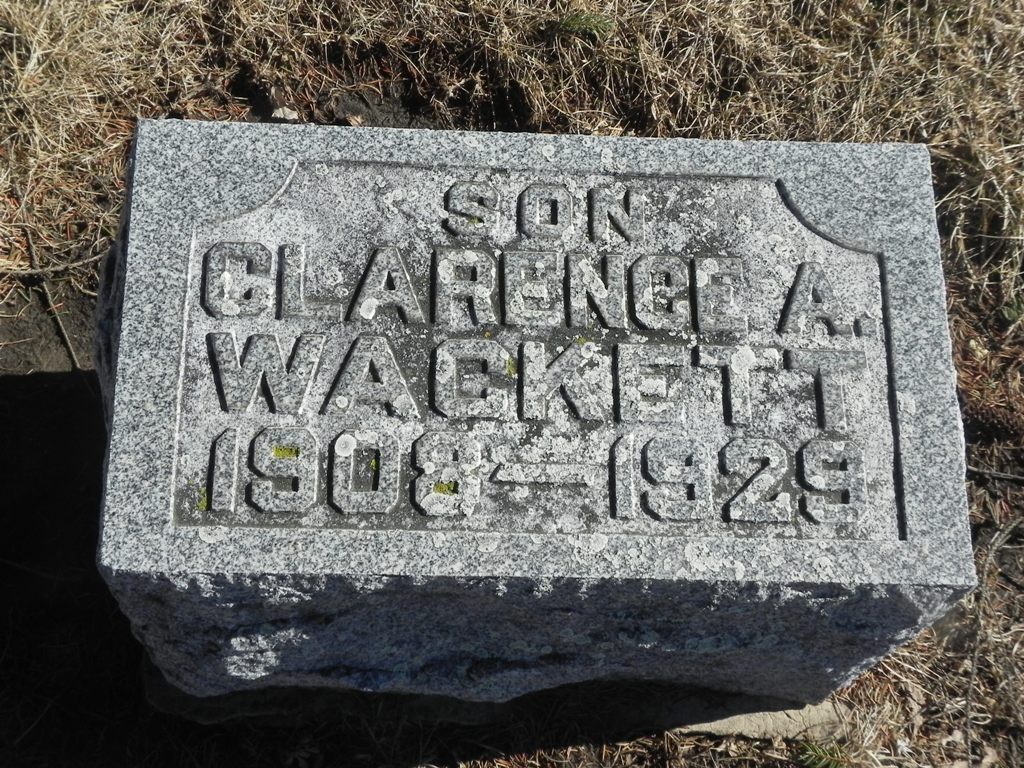 SON
CLARENCE A.
WACKETT
1908-1929